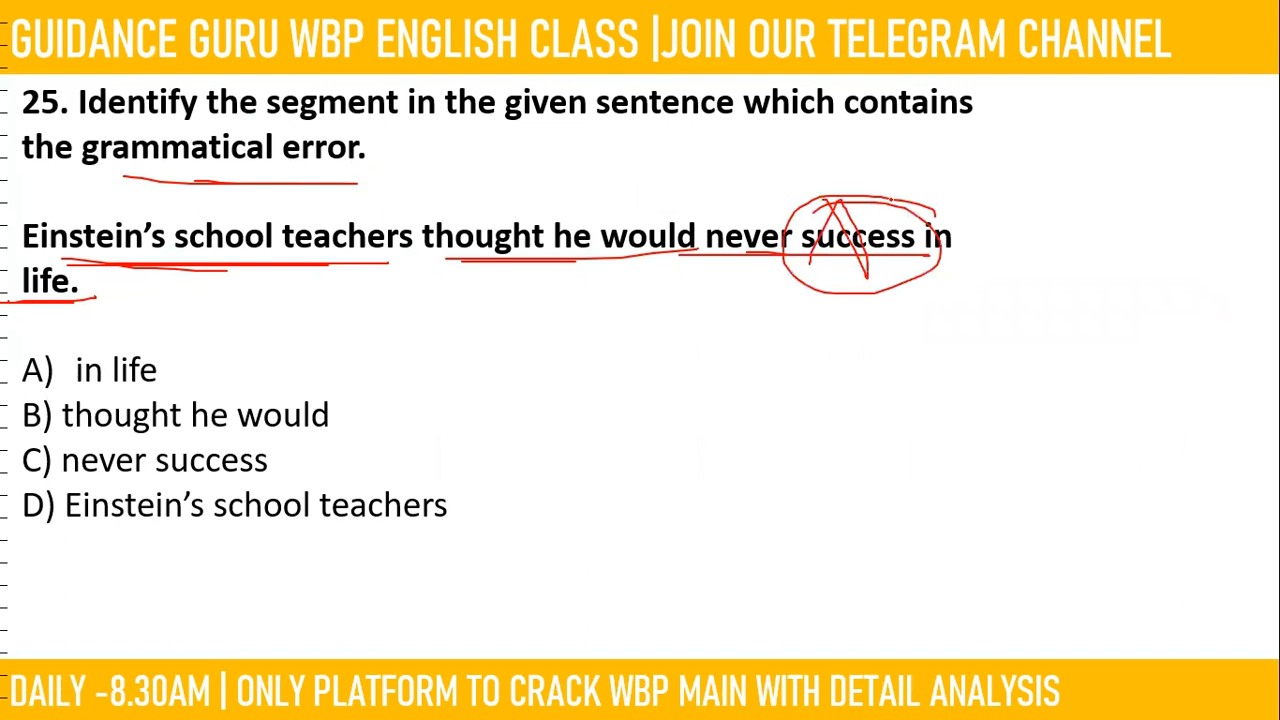 GUIDANCE GURU WBP ENGLISH CLASS |JOIN OUR TELEGRAM CHANNEL
25. Identify the segment in the given sentence which contains
the grammatical error.
Einstein’s school teachers thought he would never success in
life.
A) in life
B) thought he would
C) never success
D) Einstein’s school teachers
DAILY -8.30AM | ONLY PLATFORM TO CRACK WBP MAIN WITH DETAIL ANALYSIS